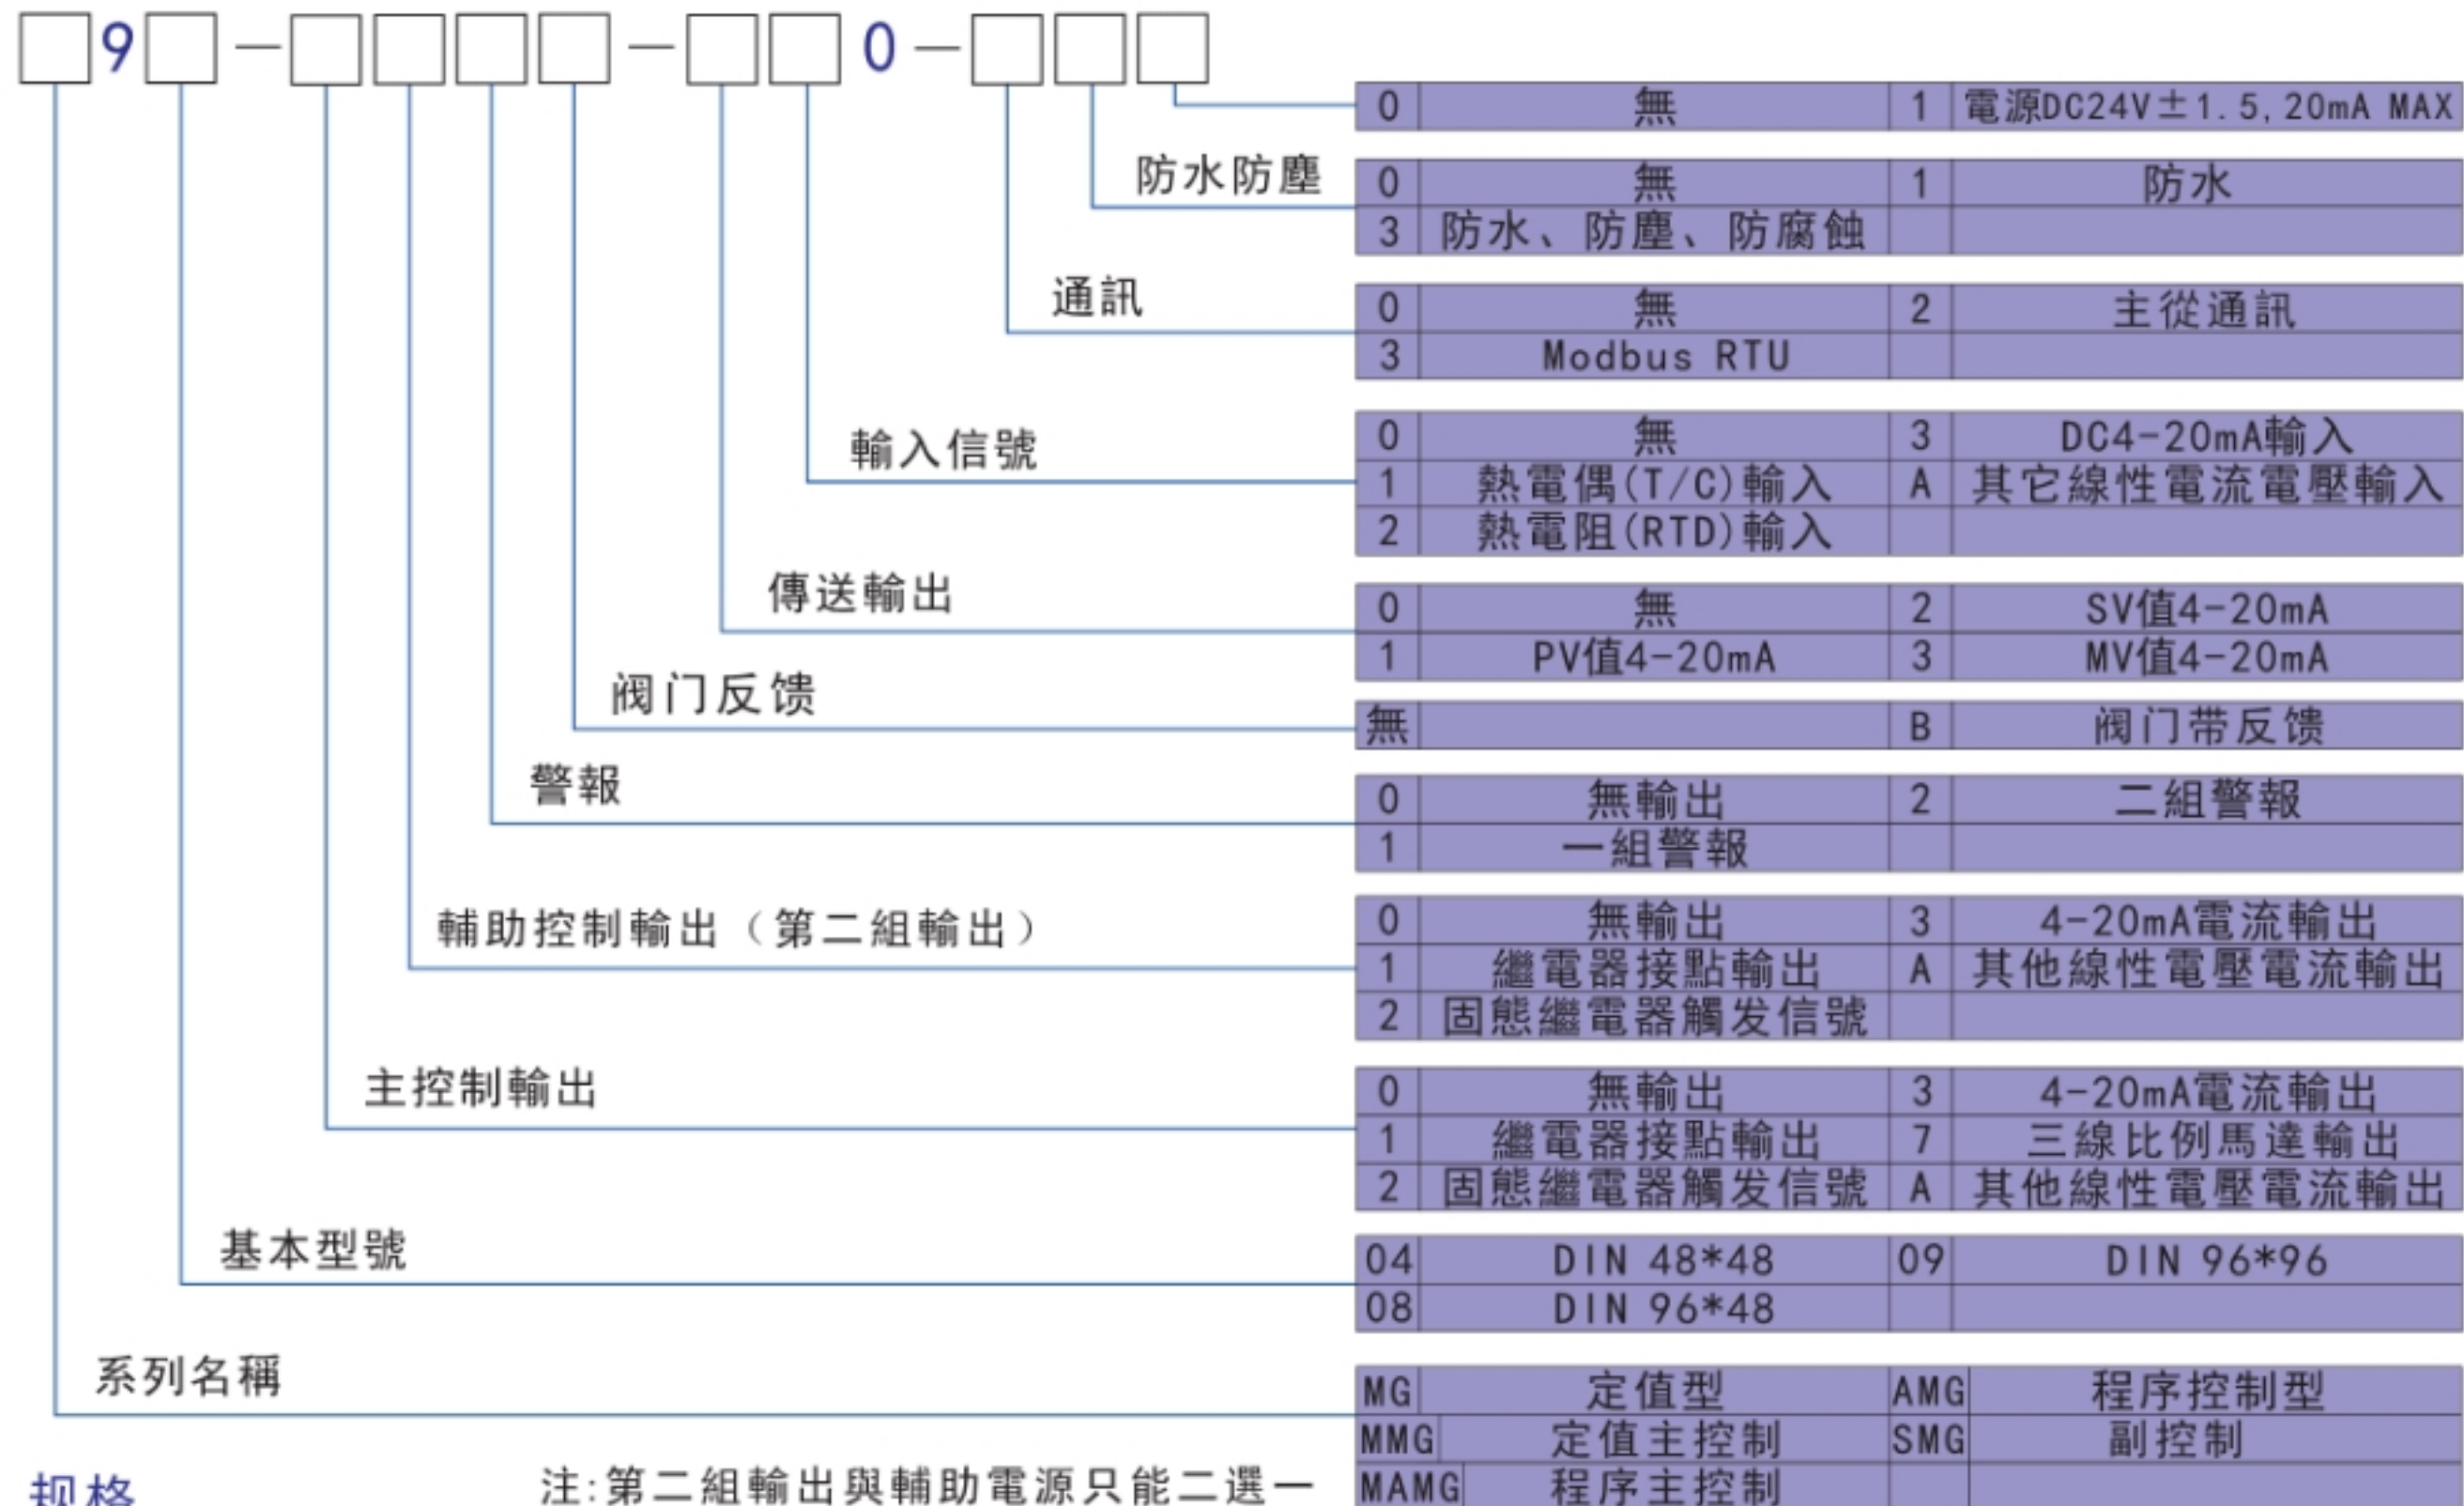 9 — — 0 —
0 無 1 電源DC24V±1.5,20mA MAX
防水防塵
0 無 1 防水
3 防水、防塵、防腐蝕
通訊
0 無 2 主從通訊
3 Modbus RTU
輸入信號
0 無 3 DC4-20mA輸入
1 熱電偶(T/C)輸入 A 其它線性電流電壓輸入
2 熱電阻(RTD)輸入
傳送輸出
0 無 2 SV值4-20mA
1 PV值4-20mA 3 MV值4-20mA
阀门反馈
無 B 阀门带反馈
警報
0 無輸出 2 二組警報
1 一組警報
輔助控制輸出（第二組輸出）
0 無輸出 3 4-20mA電流輸出
1 繼電器接點輸出 A 其他線性電壓電流輸出
2 固態繼電器觸发信號
主控制輸出
0 無輸出 3 4-20mA電流輸出
1 繼電器接點輸出 7 三線比例馬達輸出
2 固態繼電器觸发信號 A 其他線性電壓電流輸出
基本型號
04 DIN 48*48 09 DIN 96*96
08 DIN 96*48
系列名稱
MG 定值型 AMG 程序控制型
MMG 定值主控制 SMG 副控制
MAMG 程序主控制
注:第二組輸出與輔助電源只能二選一
规格